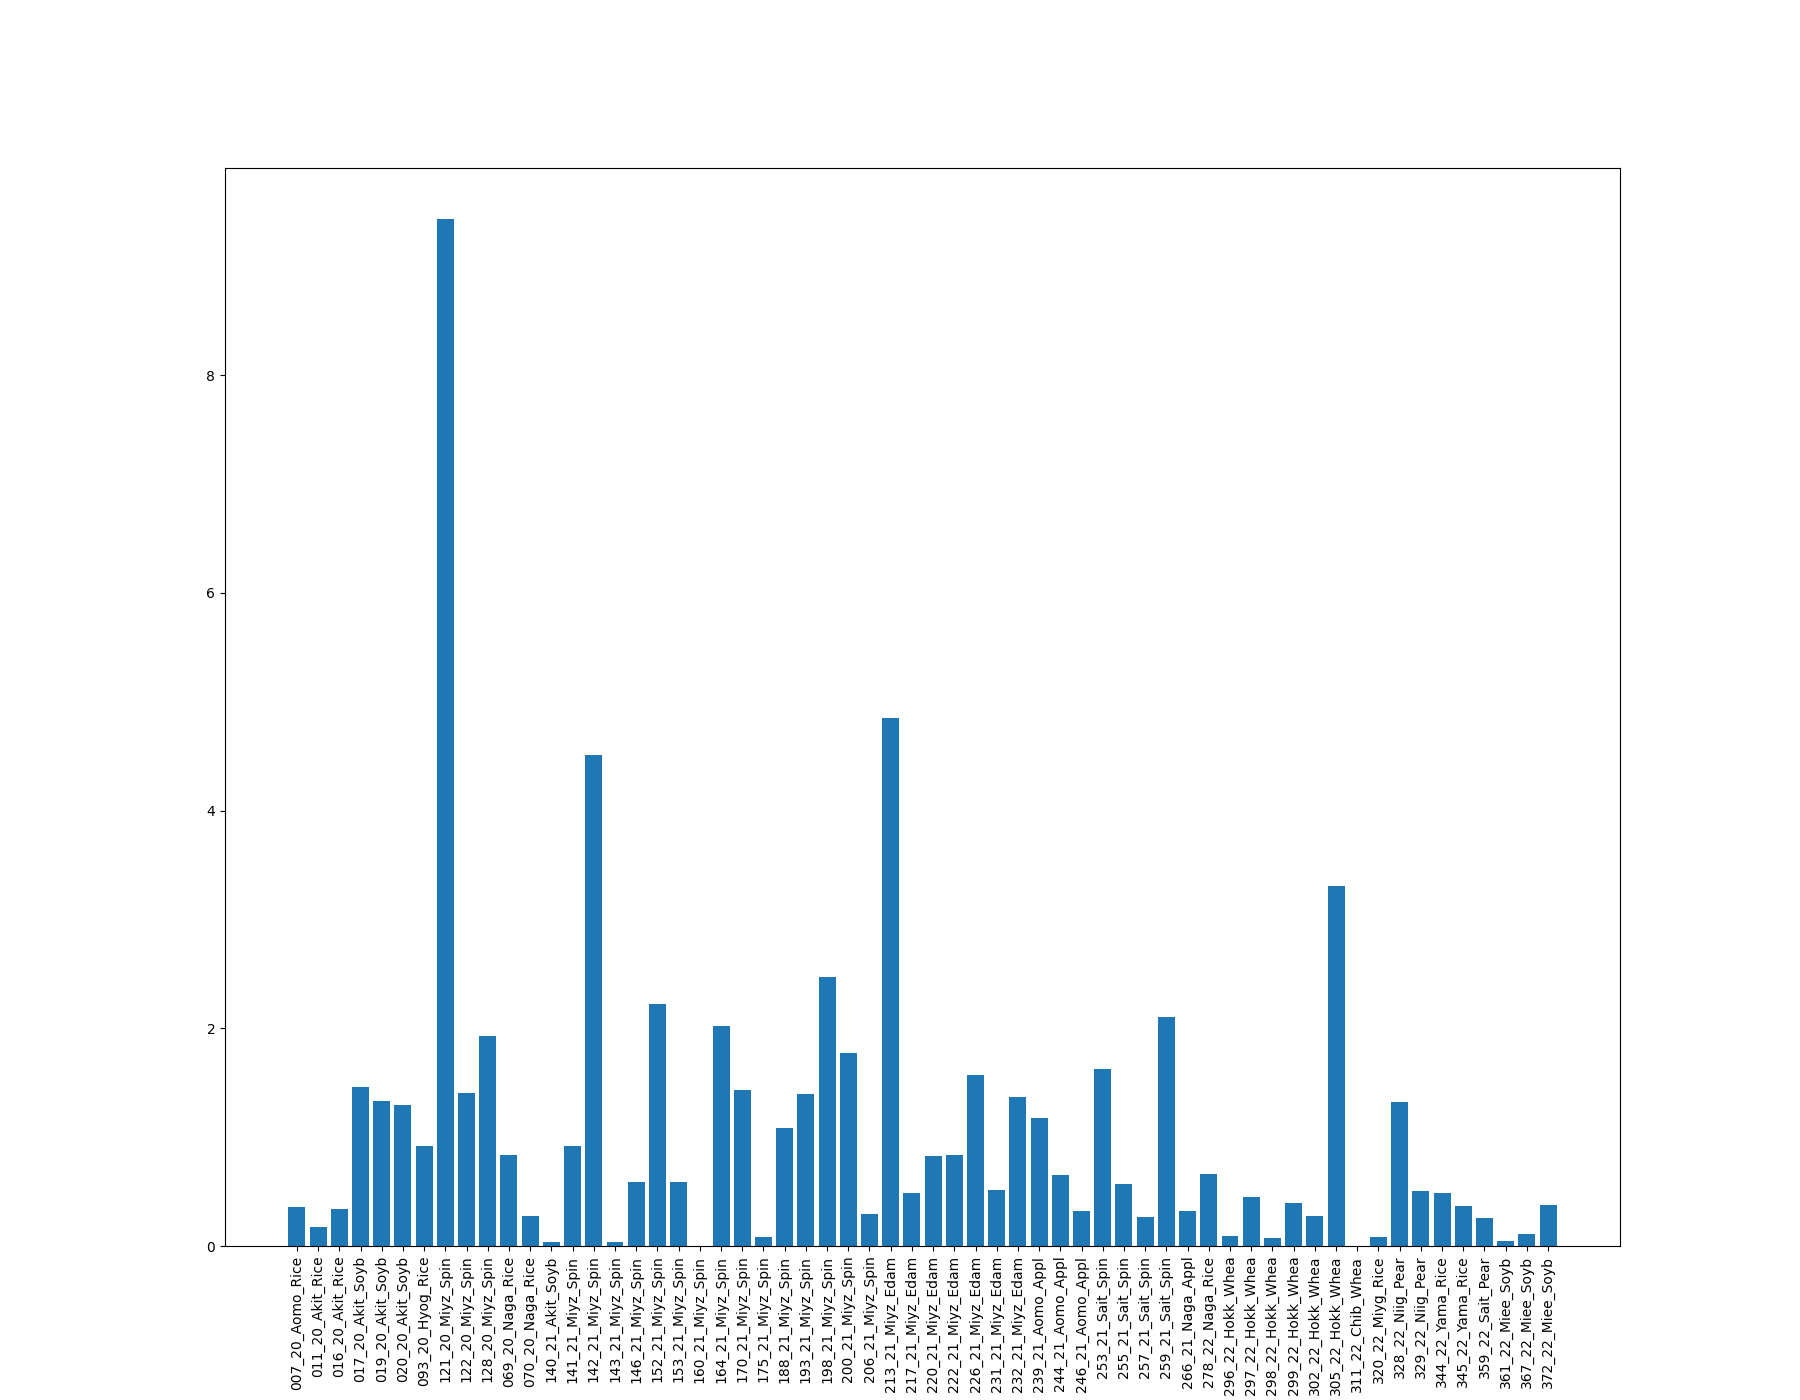 8
6
4
2
0
007_20_Aomo_Rice
011_20_Akit_Rice
016_20_Akit_Rice
017_20_Akit_Soyb
019_20_Akit_Soyb
020_20_Akit_Soyb
093_20_Hyog_Rice
121_20_Miyz_Spin
122_20_Miyz_Spin
128_20_Miyz_Spin
069_20_Naga_Rice
070_20_Naga_Rice
140_21_Akit_Soyb
141_21_Miyz_Spin
142_21_Miyz_Spin
143_21_Miyz_Spin
146_21_Miyz_Spin
152_21_Miyz_Spin
153_21_Miyz_Spin
160_21_Miyz_Spin
164_21_Miyz_Spin
170_21_Miyz_Spin
175_21_Miyz_Spin
188_21_Miyz_Spin
193_21_Miyz_Spin
198_21_Miyz_Spin
200_21_Miyz_Spin
206_21_Miyz_Spin
213_21_Miyz_Edam
217_21_Miyz_Edam
220_21_Miyz_Edam
222_21_Miyz_Edam
226_21_Miyz_Edam
231_21_Miyz_Edam
232_21_Miyz_Edam
239_21_Aomo_Appl
244_21_Aomo_Appl
246_21_Aomo_Appl
253_21_Sait_Spin
255_21_Sait_Spin
257_21_Sait_Spin
259_21_Sait_Spin
266_21_Naga_Appl
278_22_Naga_Rice
296_22_Hokk_Whea
297_22_Hokk_Whea
298_22_Hokk_Whea
299_22_Hokk_Whea
302_22_Hokk_Whea
305_22_Hokk_Whea
311_22_Chib_Whea
320_22_Miyg_Rice
328_22_Niig_Pear
329_22_Niig_Pear
344_22_Yama_Rice
345_22_Yama_Rice
359_22_Sait_Pear
361_22_Miee_Soyb
367_22_Miee_Soyb
372_22_Miee_Soyb